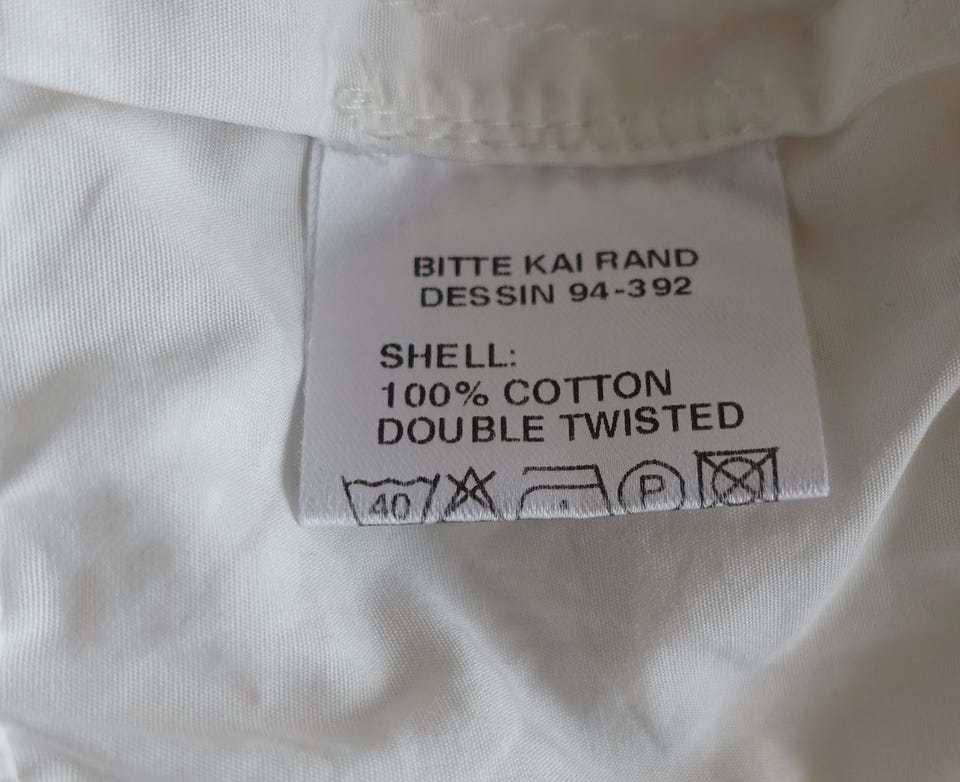 BITTE KAI RAND
DESSIN 94-392
SHELL:
100% COTTON
DOUBLE TWISTED
40 P